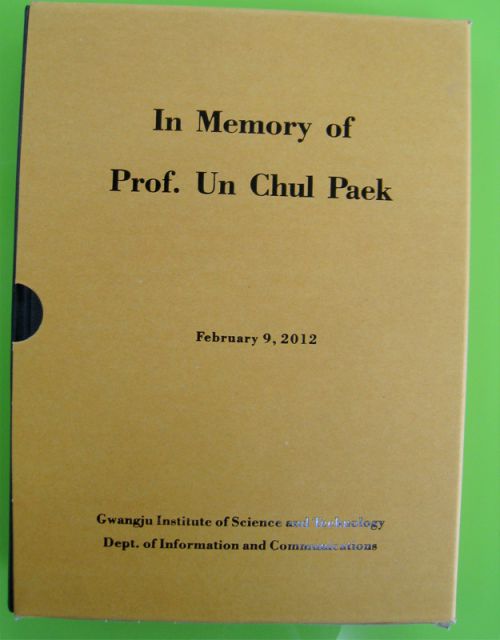 In Memory of
Prof. Un Chul Paek
February 9, 2012
Gwangju Institute of Science and Technology
Dept. of Information and Communications